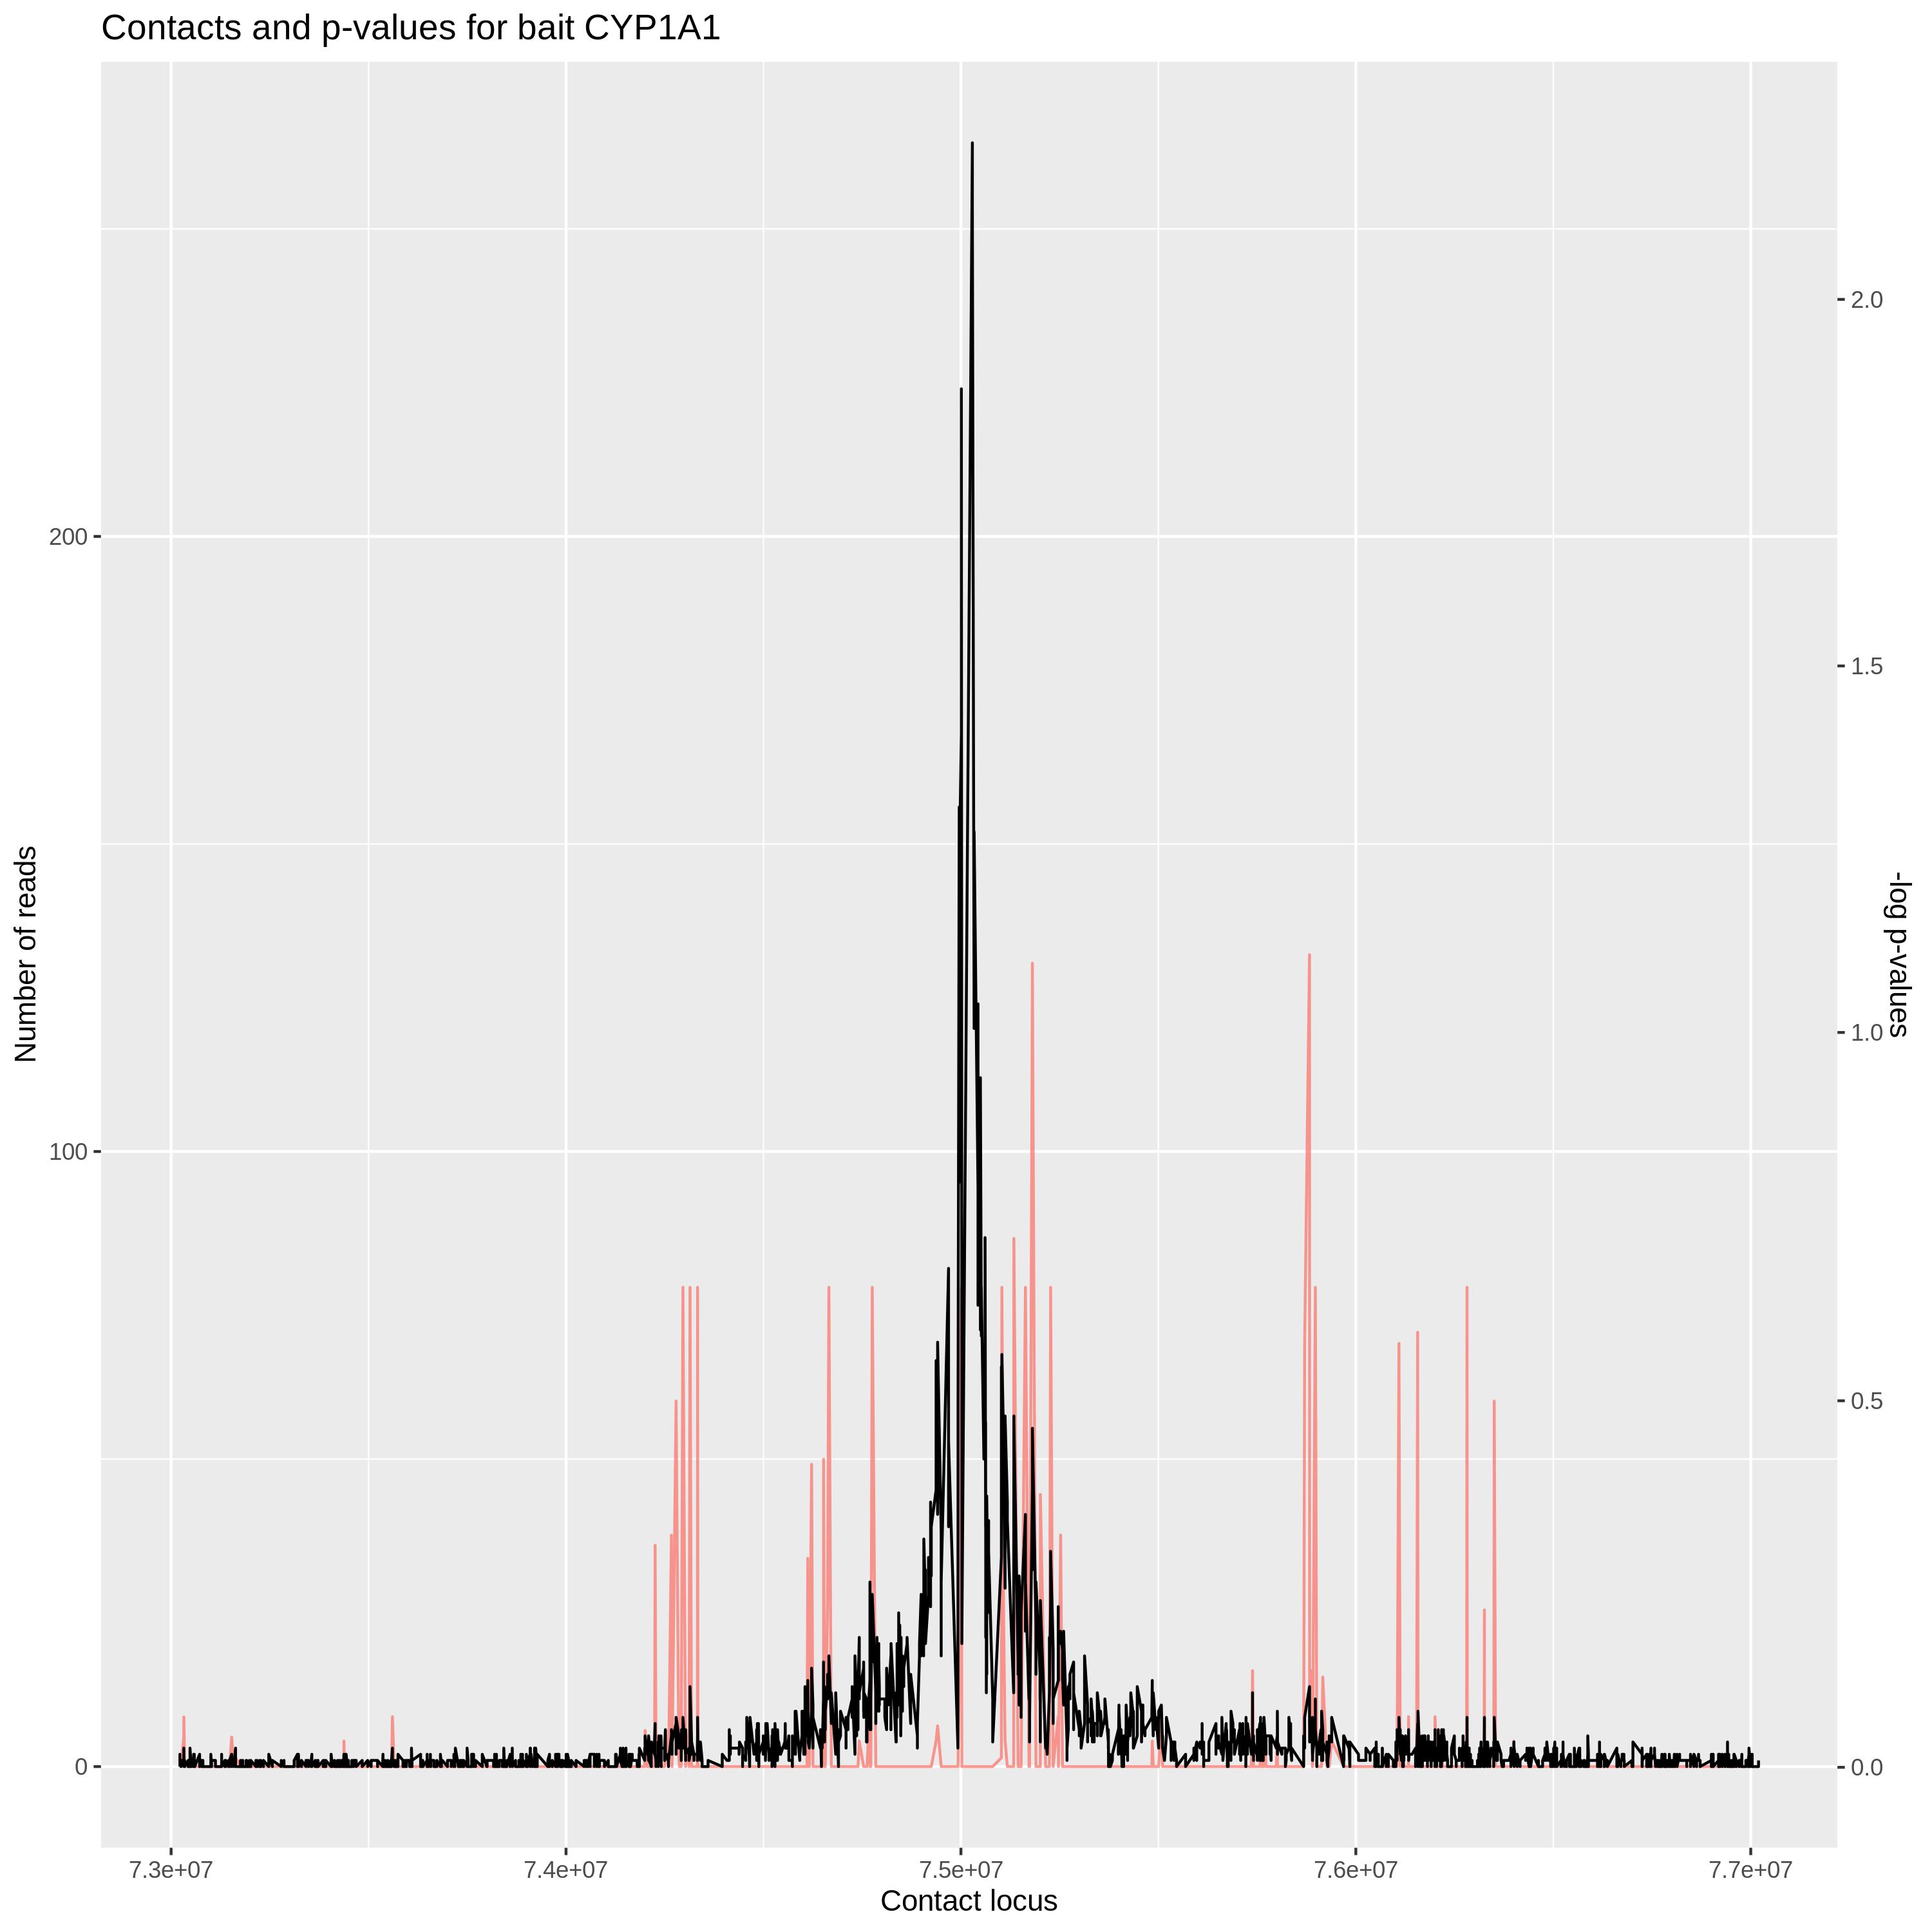 Contacts and p-values for bait CYP1A1
Number of reads
200
100
0
2.0
1.5
1.0
0.5
0.0
-log p-values
7.3e+07 7.4e+07 7.5e+07 7.6e+07 7.7e+07
Contact locus